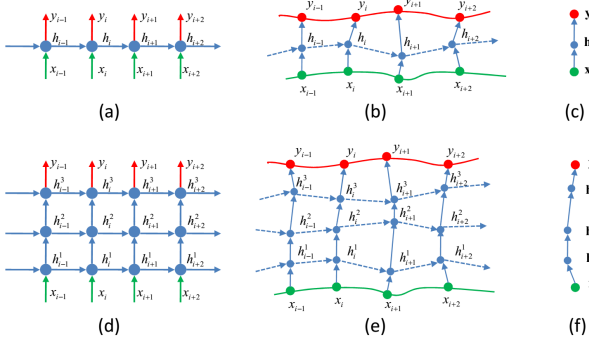 y_{i-1} y_i y_{i+1} y_{i+2}
h_{i-1} h_i h_{i+1} h_{i+2}
x_{i-1} x_i x_{i+1} x_{i+2}
(a)
y_{i-1} y_i y_{i+1} y_{i+2}
h_{i-1} h_i h_{i+1} h_{i+2}
x_{i-1} x_i x_{i+1} x_{i+2}
(b)
(c)
y_{i-1} y_i y_{i+1} y_{i+2}
h^3_{i-1} h^3_i h^3_{i+1} h^3_{i+2}
h^2_{i-1} h^2_i h^2_{i+1} h^2_{i+2}
h^1_{i-1} h^1_i h^1_{i+1} h^1_{i+2}
x_{i-1} x_i x_{i+1} x_{i+2}
(d)
y_{i-1} y_i y_{i+1} y_{i+2}
h^3_{i-1} h^3_i h^3_{i+1} h^3_{i+2}
h^2_{i-1} h^2_i h^2_{i+1} h^2_{i+2}
h^1_{i-1} h^1_i h^1_{i+1} h^1_{i+2}
x_{i-1} x_i x_{i+1} x_{i+2}
(e)
(f)